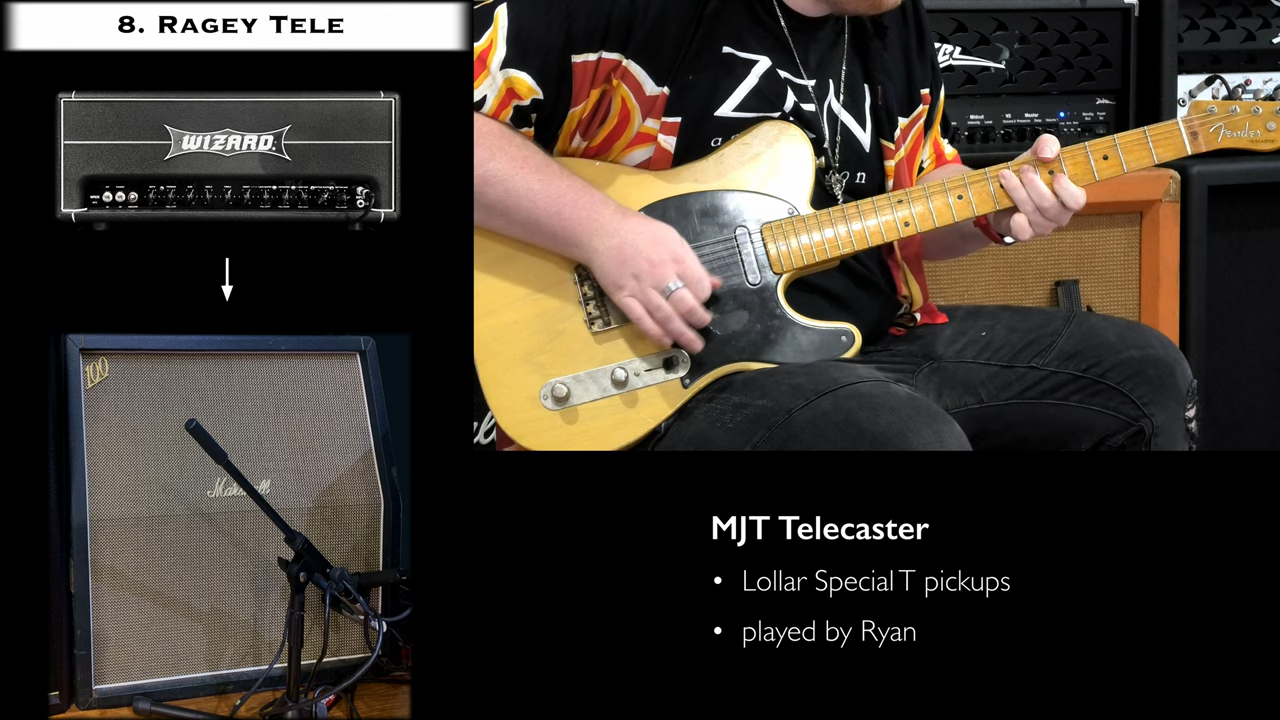 8. Ragey Tele
WIZARD
100
Marshall
ZEN
Fender
MJT Telecaster
• Lollar Special T pickups
• played by Ryan